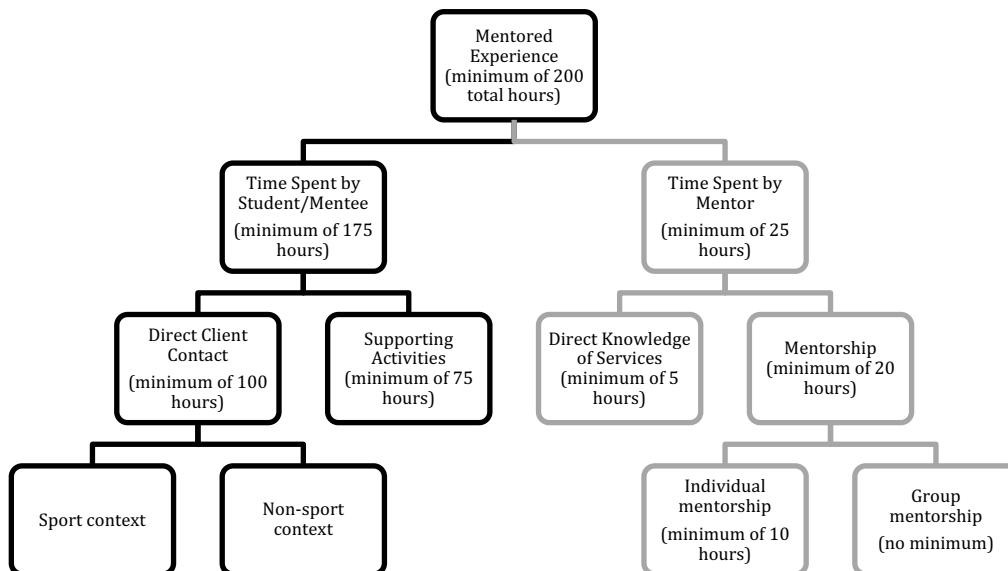 Mentored
Experience
(minimum of 200
total hours)
Time Spent by
Student/Mentee
(minimum of 175
hours)
Time Spent by
Mentor
(minimum of 25
hours)
Direct Client
Contact
(minimum of 100
hours)
Supporting
Activities
(minimum of 75
hours)
Direct Knowledge
of Services
(minimum of 5
hours)
Mentorship
(minimum of 20
hours)
Sport context
Non-sport
context
Individual
mentorship
(minimum of 10
hours)
Group
mentorship
(no minimum)